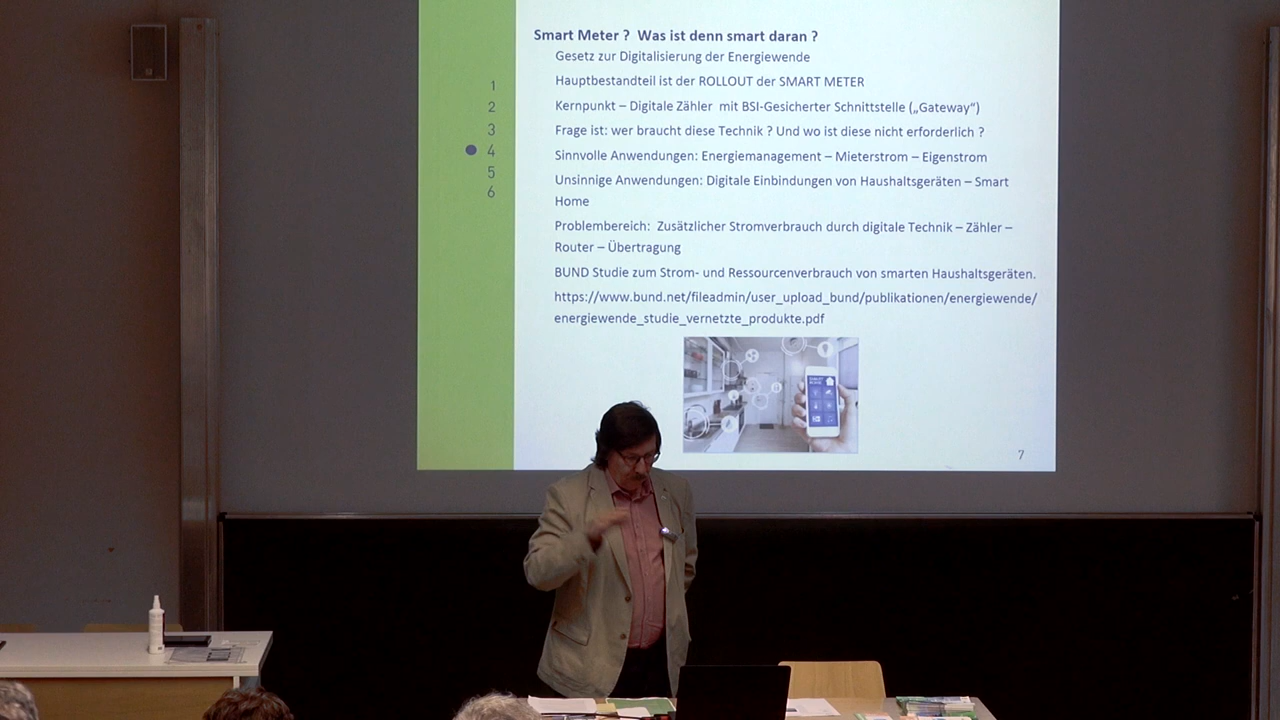 Smart Meter ? Was ist denn smart daran ?
Gesetz zur Digitalisierung der Energiewende
Hauptbestandteil ist der ROLLOUT der SMART METER
Kernpunkt – Digitale Zähler mit BSI-Gesicherter Schnittstelle („Gateway“)
Frage ist: wer braucht diese Technik ? Und wo ist diese nicht erforderlich ?
Sinnvolle Anwendungen: Energiemanagement – Mieterstrom – Eigenstrom
Unsinnige Anwendungen: Digitale Einbindungen von Haushaltsgeräten – Smart
Home
Problembereich: Zusätzlicher Stromverbrauch durch digitale Technik – Zähler –
Router – Übertragung
BUND Studie zum Strom- und Ressourcenverbrauch von smarten Haushaltsgeräten.
https://www.bund.net/fileadmin/user_upload_bund/publikationen/energiewende/
energiewende_studie_vernetzte_produkte.pdf
1
2
3
4
5
6
7